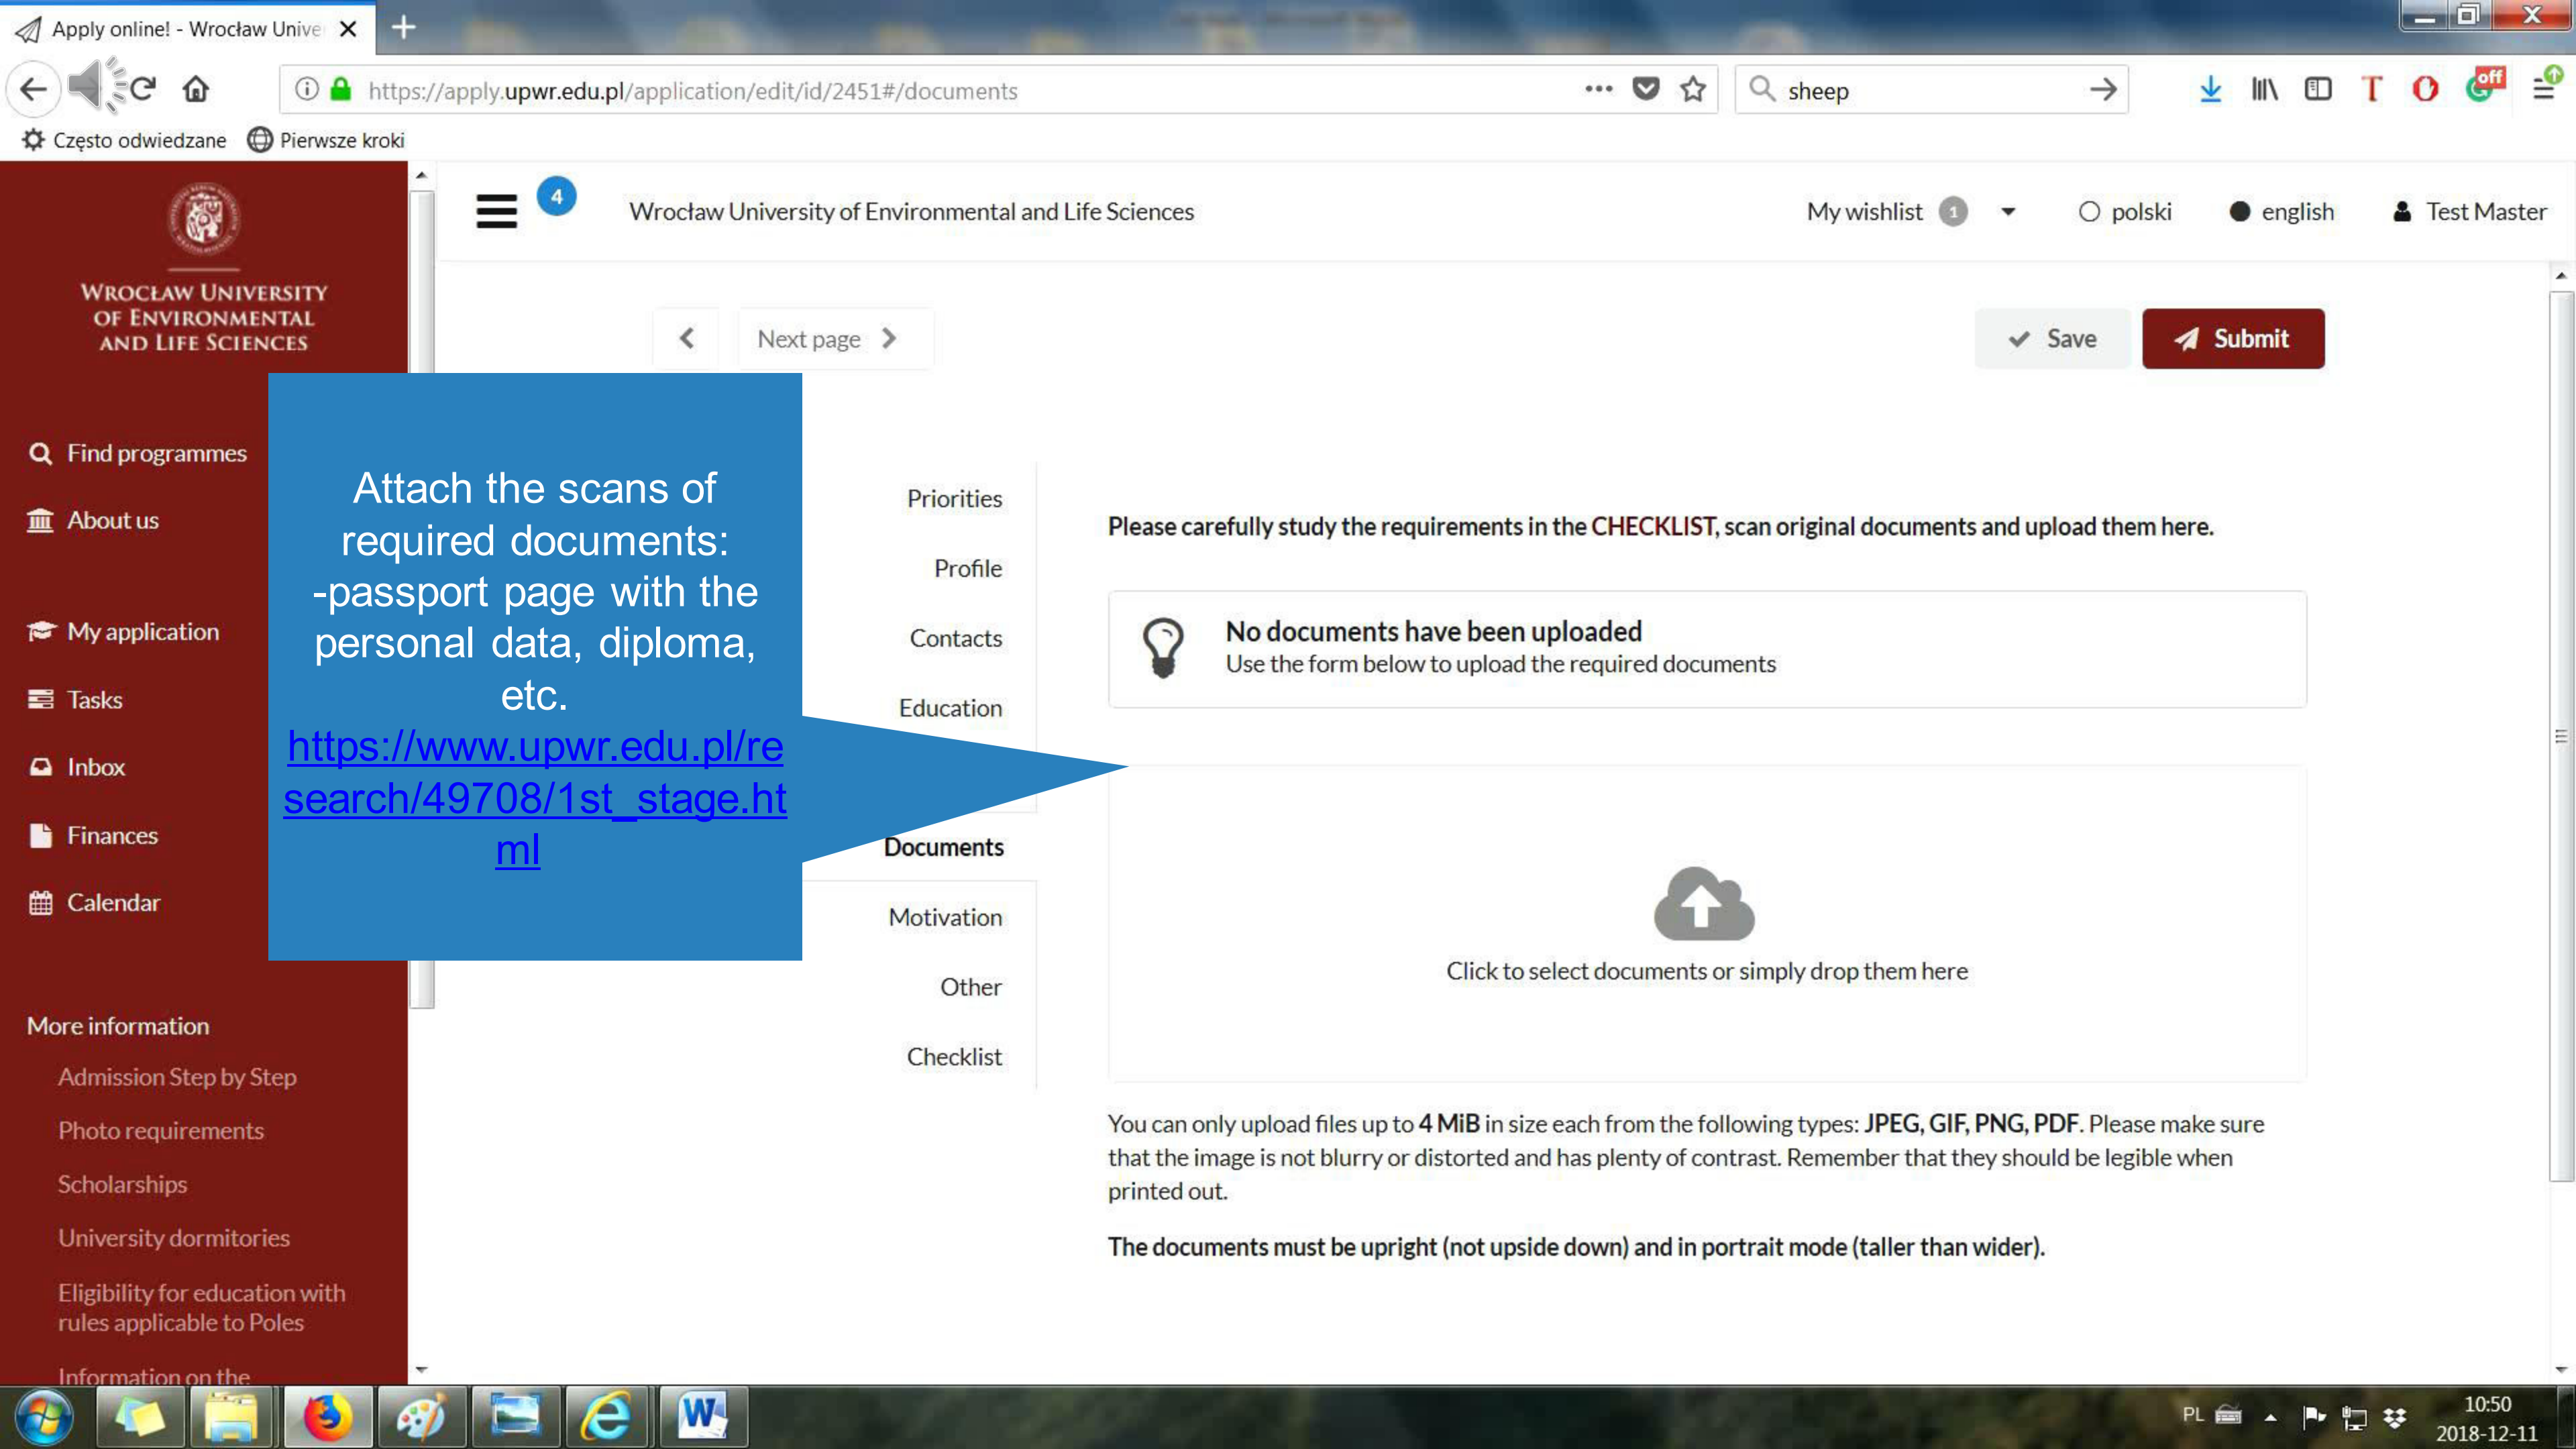 Apply online! - Wrocław Unive
https://apply.upwr.edu.pl/application/edit/id/2451#/documents
sheep
off
Często odwiedzane Pierwsze kroki
WROCŁAW UNIVERSITY
OF ENVIRONMENTAL
AND LIFE SCIENCES
4
Wrocław University of Environmental and Life Sciences
My wishlist 1
polski
english
Test Master
Next page
Save
Submit
Find programmes
About us
My application
Tasks
Inbox
Finances
Calendar
More information
Admission Step by Step
Photo requirements
Scholarships
University dormitories
Eligibility for education with
rules applicable to Poles
Information on the
Attach the scans of
required documents:
-passport page with the
personal data, diploma,
etc.
https://www.upwr.edu.pl/re
search/49708/1st_stage.ht
ml
Priorities
Profile
Contacts
Education
Documents
Motivation
Other
Checklist
Please carefully study the requirements in the CHECKLIST, scan original documents and upload them here.
No documents have been uploaded
Use the form below to upload the required documents
Click to select documents or simply drop them here
You can only upload files up to 4 MiB in size each from the following types: JPEG, GIF, PNG, PDF. Please make sure
that the image is not blurry or distorted and has plenty of contrast. Remember that they should be legible when
printed out.
The documents must be upright (not upside down) and in portrait mode (taller than wider).
PL
10:50
2018-12-11